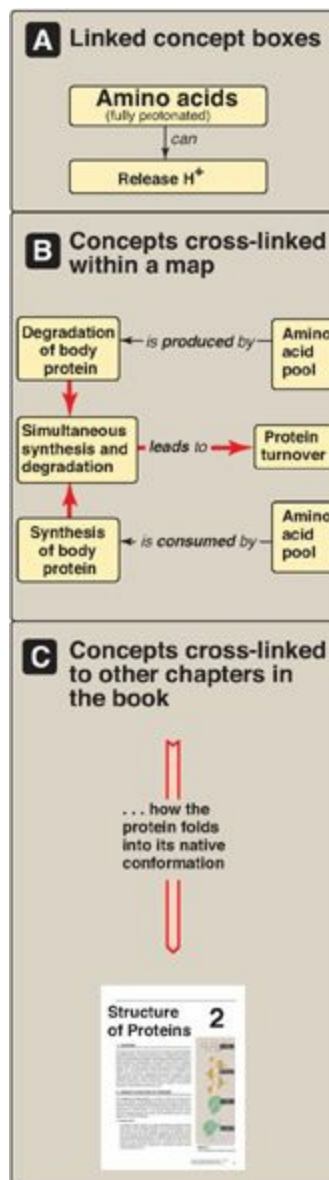 A Linked concept boxes
Amino acids
(fully protonated)
can
Release H⁺
B Concepts cross-linked
within a map
Degradation
of body
protein
is produced by
Amino
acid
pool
Simultaneous
synthesis and
degradation
leads to
Protein
turnover
Synthesis
of body
protein
is consumed by
Amino
acid
pool
C Concepts cross-linked
to other chapters in
the book
. . . how the
protein folds
into its native
conformation
Structure
of Proteins 2